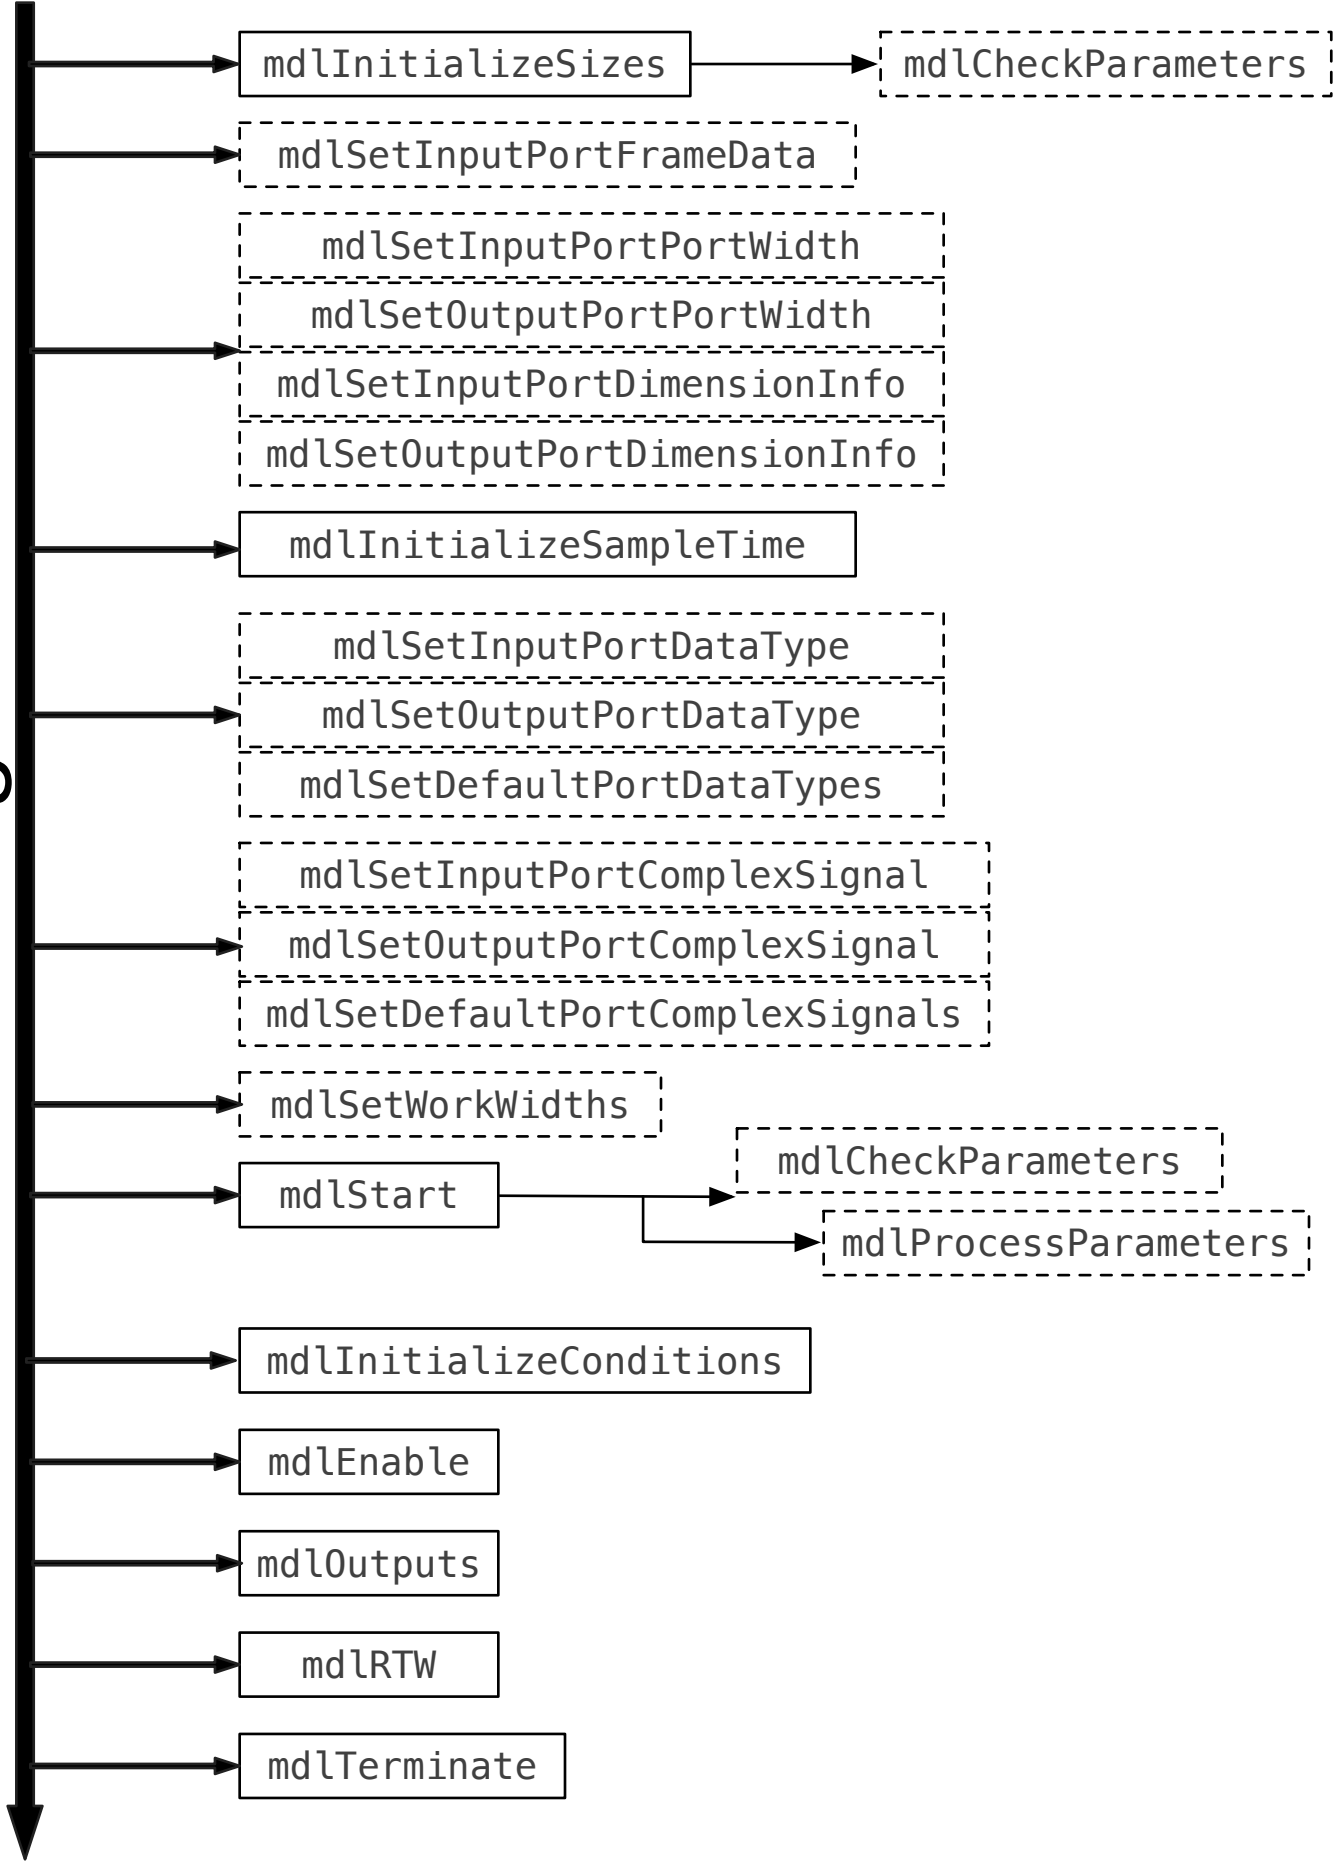 mdlInitializeSizes
mdlCheckParameters
mdlSetInputPortFrameData
mdlSetInputPortPortWidth
mdlSetOutputPortPortWidth
mdlSetInputPortDimensionInfo
mdlSetOutputPortDimensionInfo
mdlInitializeSampleTime
mdlSetInputPortDataType
mdlSetOutputPortDataType
mdlSetDefaultPortDataTypes
mdlSetInputPortComplexSignal
mdlSetOutputPortComplexSignal
mdlSetDefaultPortComplexSignals
mdlSetWorkWidths
mdlStart
mdlCheckParameters
mdlProcessParameters
mdlInitializeConditions
mdlEnable
mdlOutputs
mdlRTW
mdlTerminate